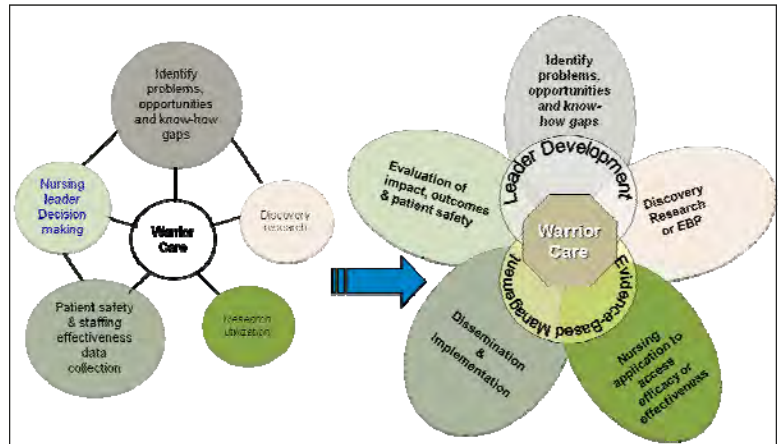 Identify
problems,
opportunities
and know-how
gaps
Nursing
leader
Decision
making
Warrior
Care
Discovery
research
Patient safety
& staffing
effectiveness
data
collection
Research
utilization
Identify
problems,
opportunities
and know-
how gaps
Leader Development
Evaluation of
impact, outcomes
& patient safety
Discovery
Research
or EBP
Warrior
Care
Evidence-Based Management
Dissemination
&
Implementation
Nursing
application to
access
efficacy or
effectiveness